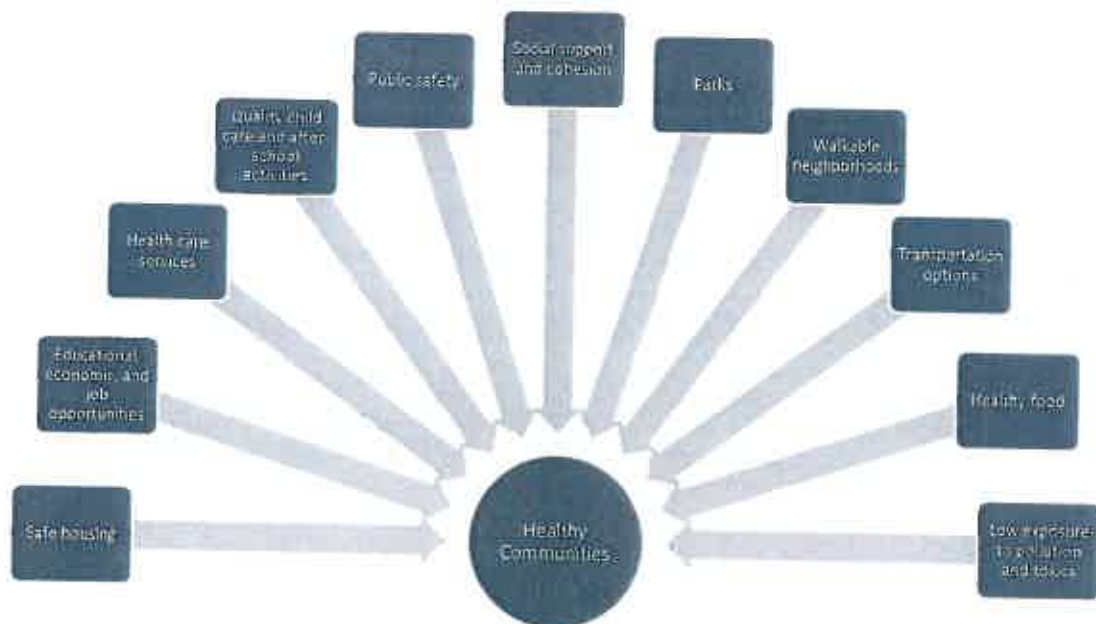 Safe housing
Educational,
economic, and
job
opportunities
Health care
services
Quality child
care and after
school
activities
Public safety
Social support
and cohesion
Parks
Walkable
neighborhoods
Transportation
options
Healthy food
Low exposure
to pollution
and toxics
Healthy
Communities